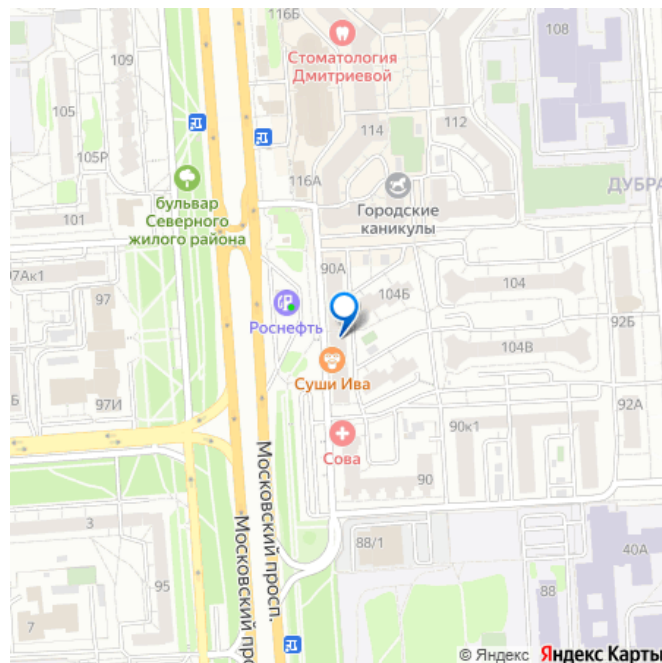 116Б
108
109
Стоматология
Дмитриевой
105
114
112
105Р
116А
ДУБРА
бульвар
Северного
жилого района
101
Городские
каникулы
97Ак1
90А
104
97
104Б
Роснефть
92Б
104В
Суши Ива
Б
97И
92А
90к1
Сова
90
Московский просп.
3
Московский про
88/1
40А
95
88
7
© Яндекс Яндекс Карты